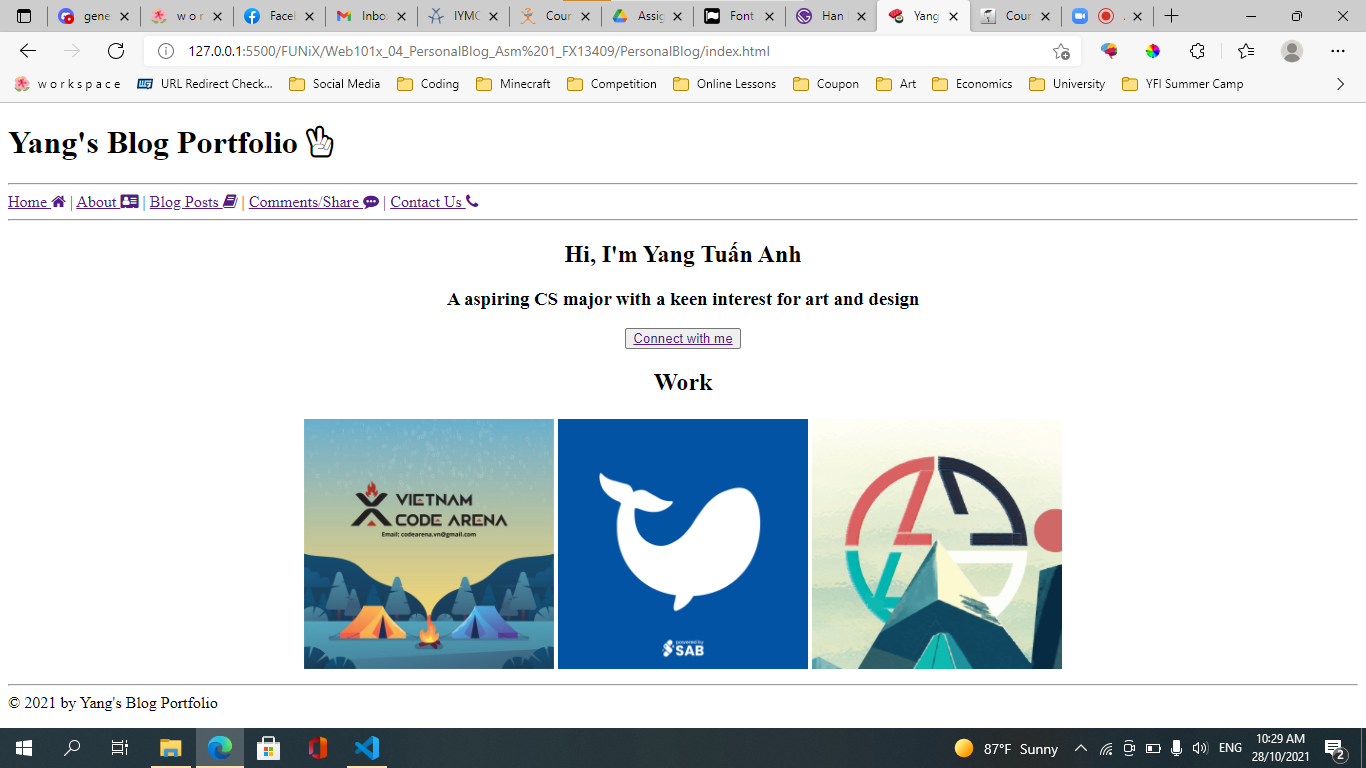 gene
w o r
Facel
Inbo
IYMC
Cour
Assig
Font
Han
Yang
Cour
127.0.0.1:5500/FUNiX/Web101x_04_PersonalBlog_Asm%201_FX13409/PersonalBlog/index.html
w o r k s p a c e URL Redirect Check... Social Media Coding Minecraft Competition Online Lessons Coupon Art Economics University YFI Summer Camp
Yang's Blog Portfolio
Home | About | Blog Posts | Comments/Share | Contact Us
Hi, I'm Yang Tuấn Anh
A aspiring CS major with a keen interest for art and design
Connect with me
Work
VIETNAM
CODE ARENA
Email: codearena.vn@gmail.com
powered by
SAB
© 2021 by Yang's Blog Portfolio
87°F Sunny
ENG
10:29 AM
28/10/2021
2